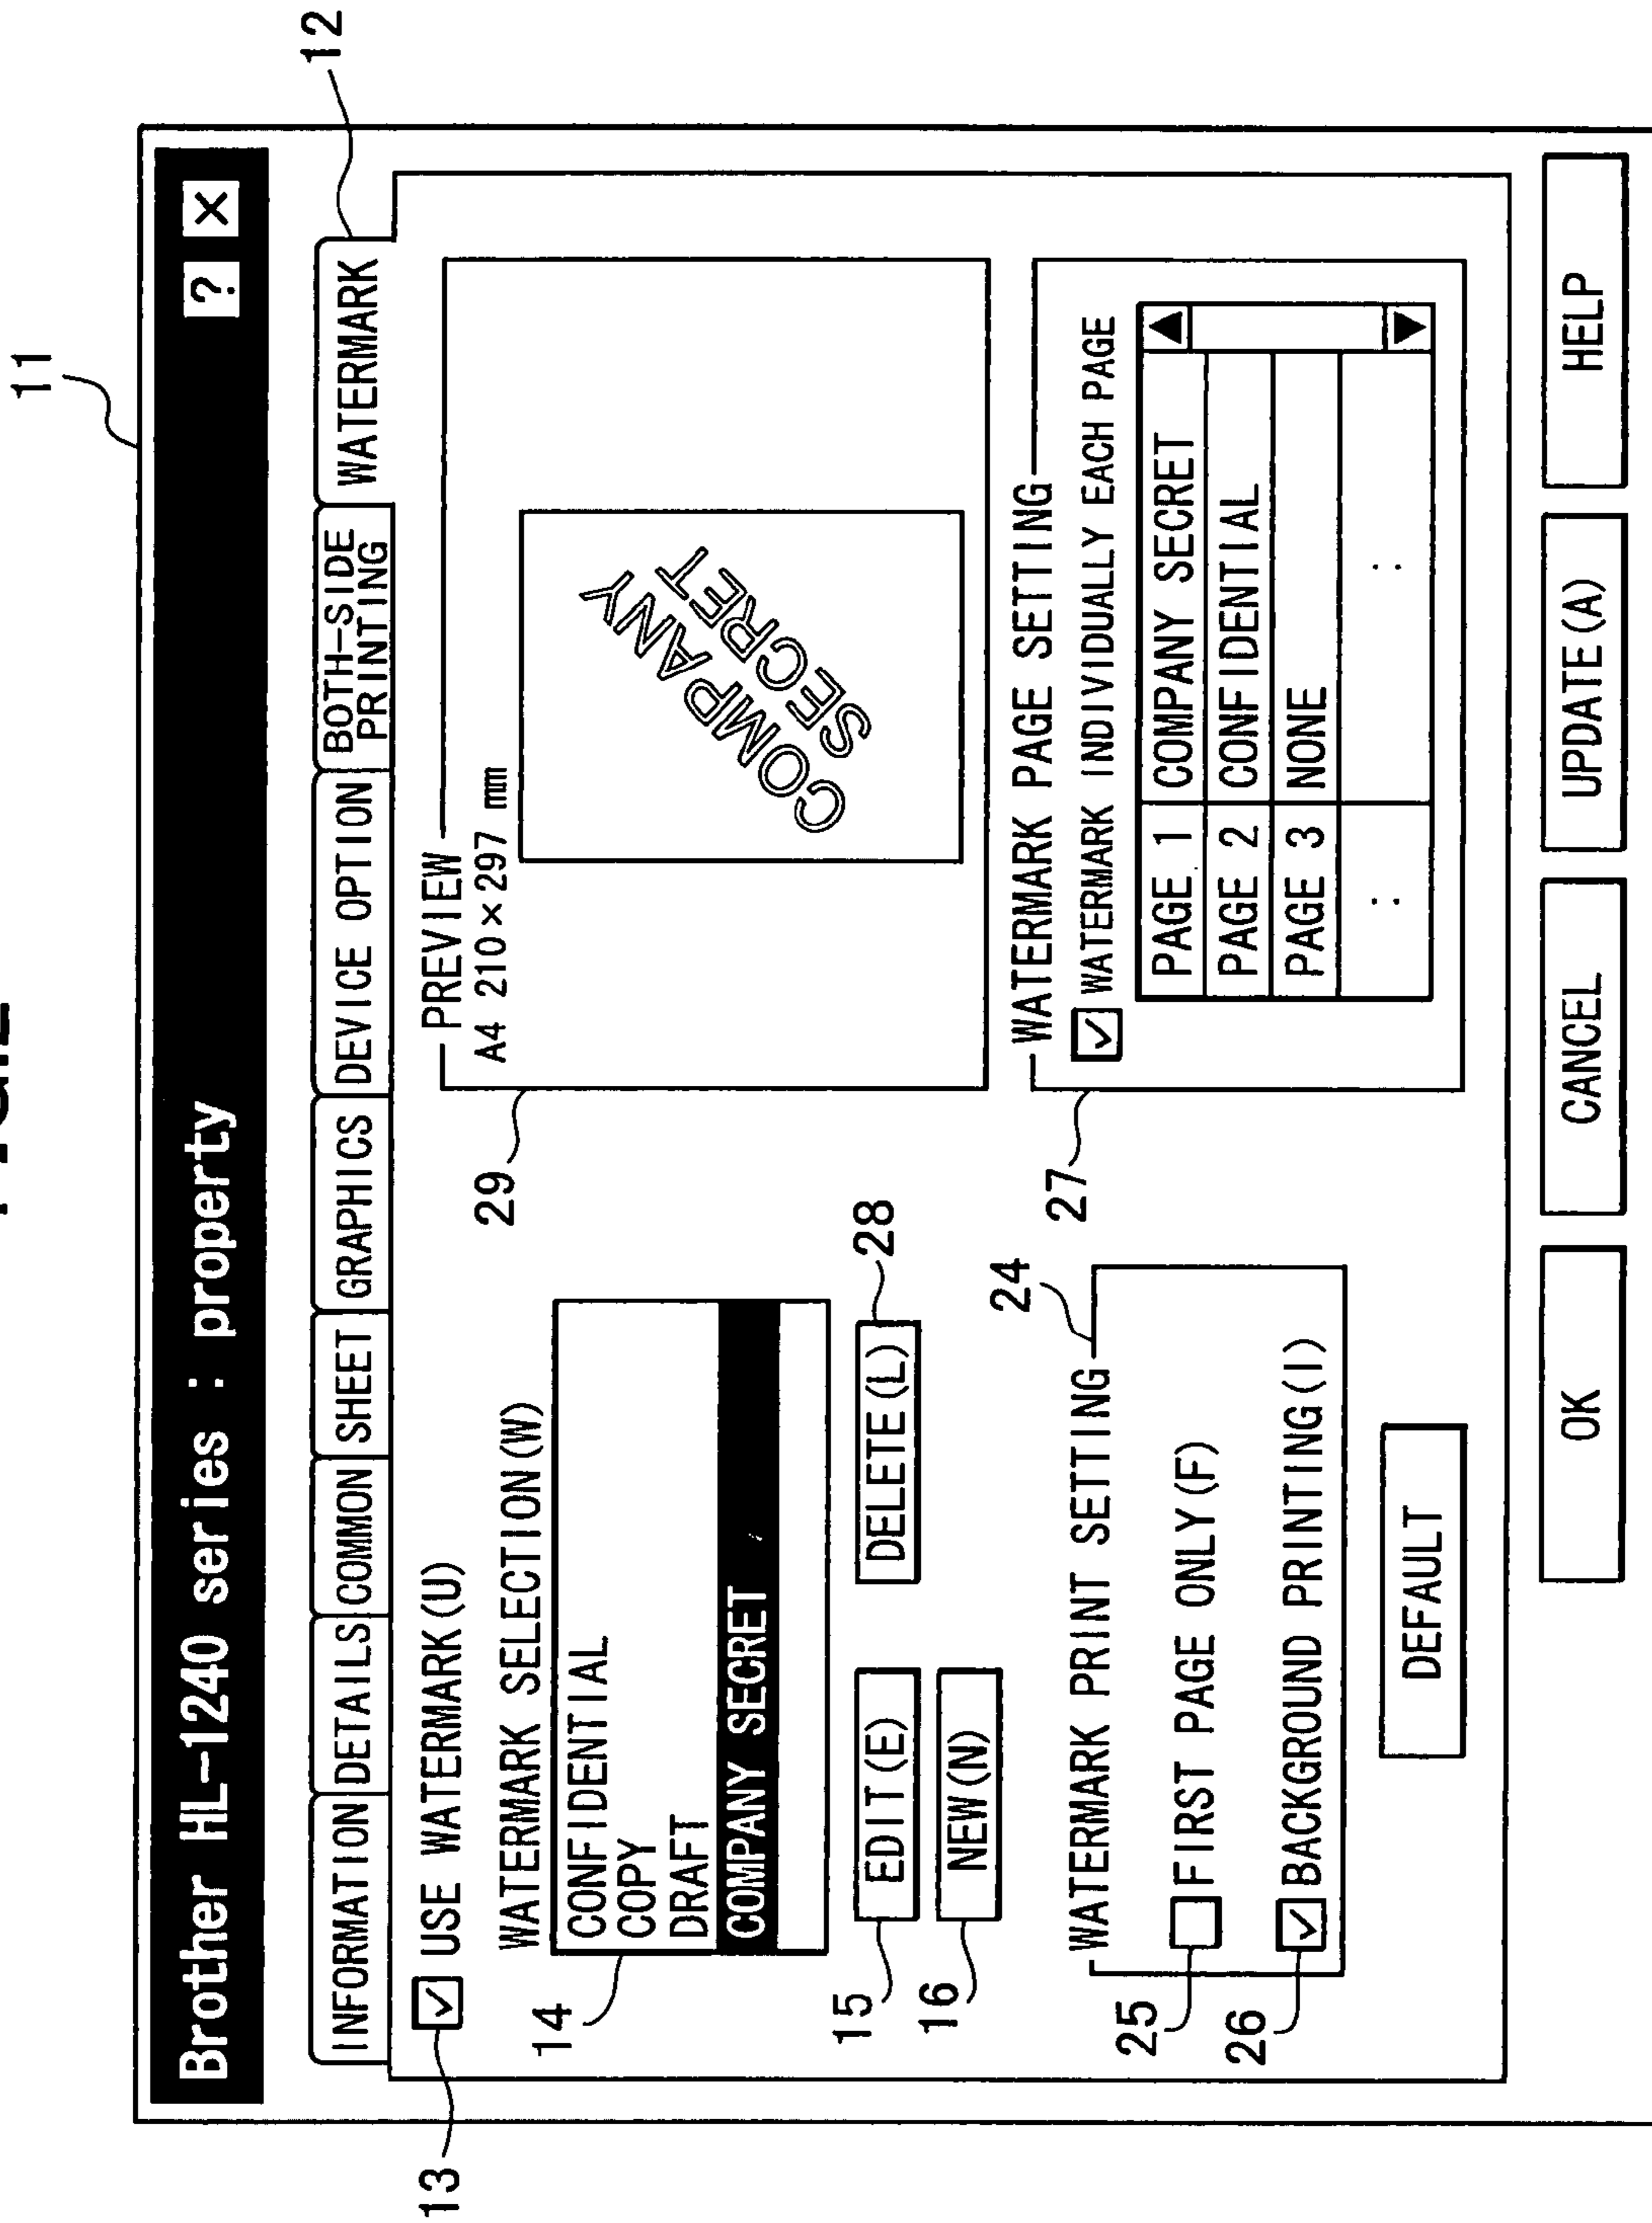 11
Brother HL-1240 series : property ? X
12
INFORMATION DETAILS COMMON SHEET GRAPHICS DEVICE OPTION BOTH-SIDE PRINTING WATERMARK
13
USE WATERMARK(U)
WATERMARK SELECTION(W)
14
CONFIDENTIAL
COPY
DRAFT
COMPANY SECRET
15
EDIT(E)
DELETE(L)
28
16
NEW(N)
WATERMARK PRINT SETTING
24
25
FIRST PAGE ONLY(F)
26
BACKGROUND PRINTING(I)
DEFAULT
PREVIEW
A4 210×297 mm
29
COMPANY
SECRET
WATERMARK PAGE SETTING
27
WATERMARK INDIVIDUALLY EACH PAGE
PAGE 1 COMPANY SECRET
PAGE 2 CONFIDENTIAL
PAGE 3 NONE
: :
OK CANCEL UPDATE(A) HELP